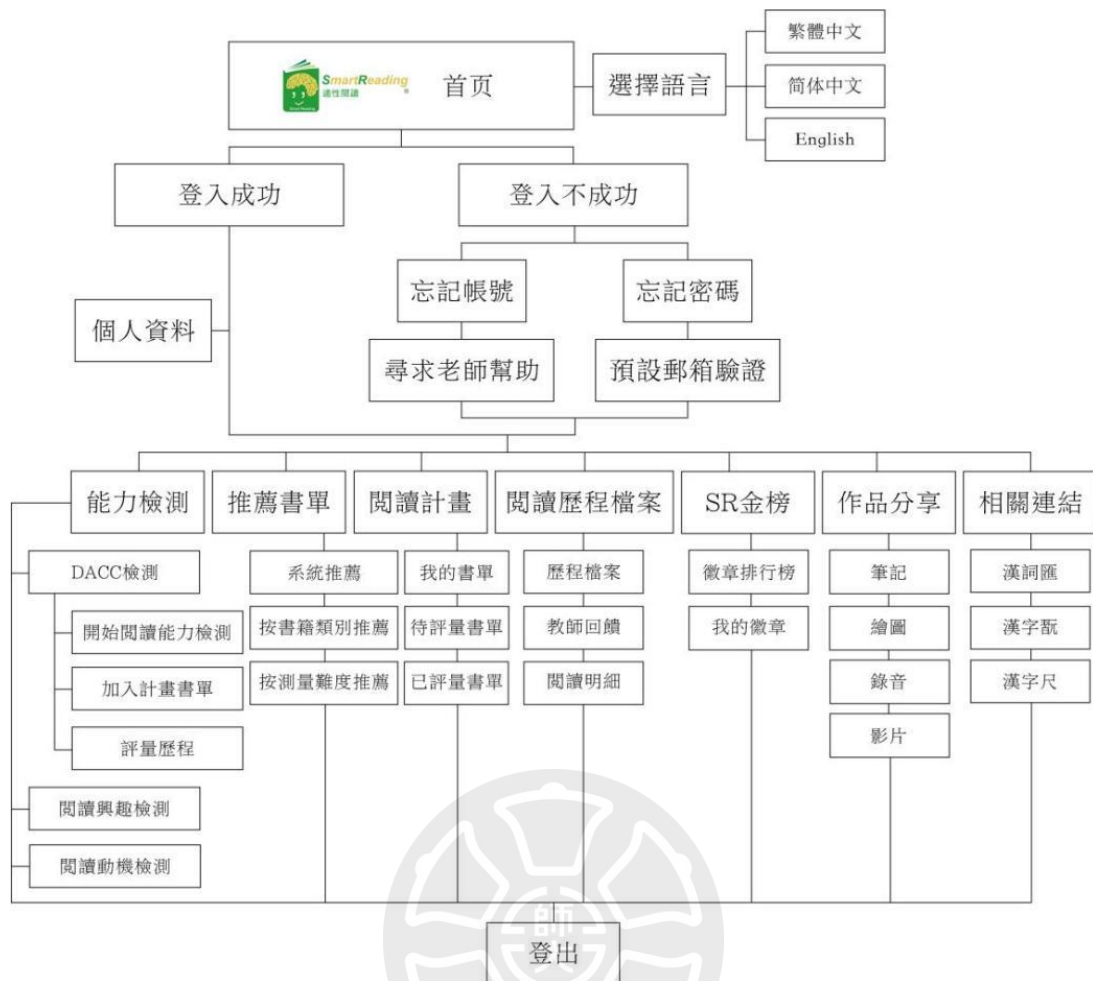 繁體中文
SmartReading
適性閱讀
®
Smart Reading
首页
選擇語言
简体中文
English
登入成功
登入不成功
忘記帳號
忘記密碼
個人資料
尋求老師幫助
預設郵箱驗證
能力檢測
推薦書單
閱讀計畫
閱讀歷程檔案
SR金榜
作品分享
相關連結
DACC檢測
系統推薦
我的書單
歷程檔案
徽章排行榜
筆記
漢詞匯
開始閱讀能力檢測
按書籍類別推薦
待評量書單
教師回饋
我的徽章
繪圖
漢字翫
加入計畫書單
按測量難度推薦
已評量書單
閱讀明細
錄音
漢字尺
評量歷程
影片
閱讀興趣檢測
閱讀動機檢測
師
大
登出